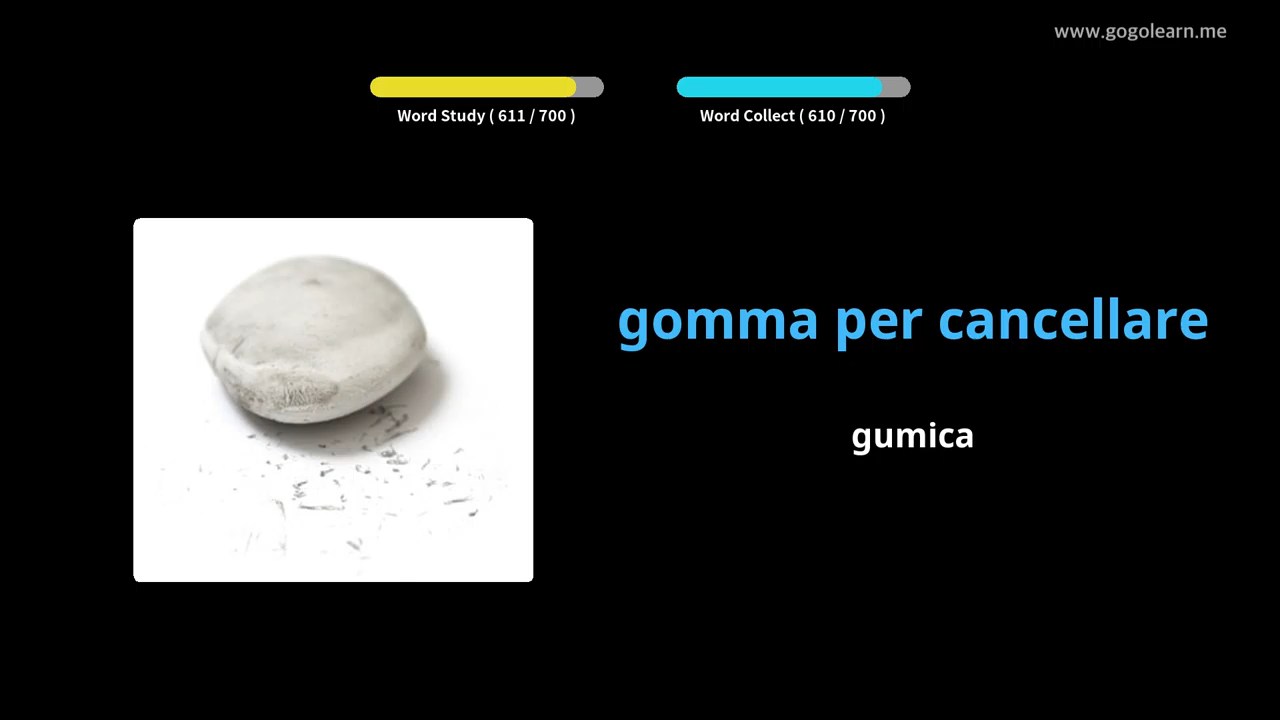 www.gogolearn.me
Word Study ( 611 / 700 )
Word Collect ( 610 / 700 )
gomma per cancellare
gumica